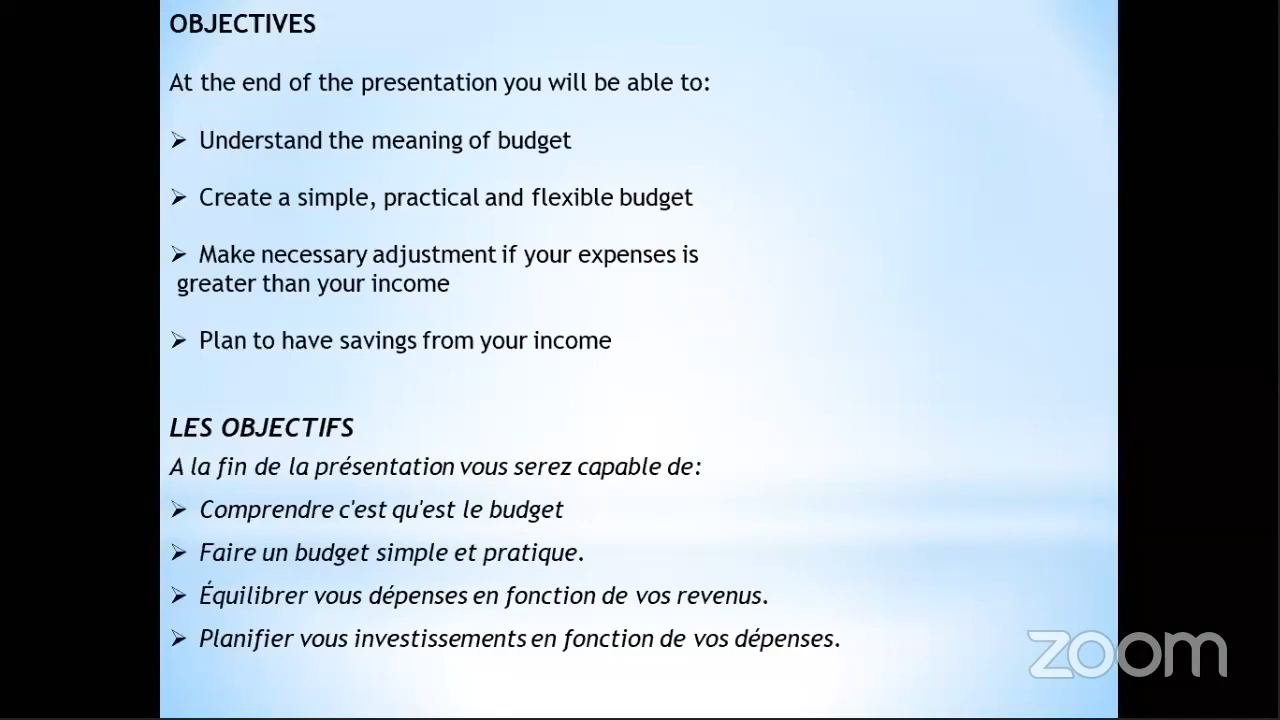 OBJECTIVES
At the end of the presentation you will be able to:
➢ Understand the meaning of budget
➢ Create a simple, practical and flexible budget
➢ Make necessary adjustment if your expenses is
greater than your income
➢ Plan to have savings from your income
LES OBJECTIFS
A la fin de la présentation vous serez capable de:
➢ Comprendre c'est qu'est le budget
➢ Faire un budget simple et pratique.
➢ Équilibrer vous dépenses en fonction de vos revenus.
➢ Planifier vous investissements en fonction de vos dépenses.
zoom